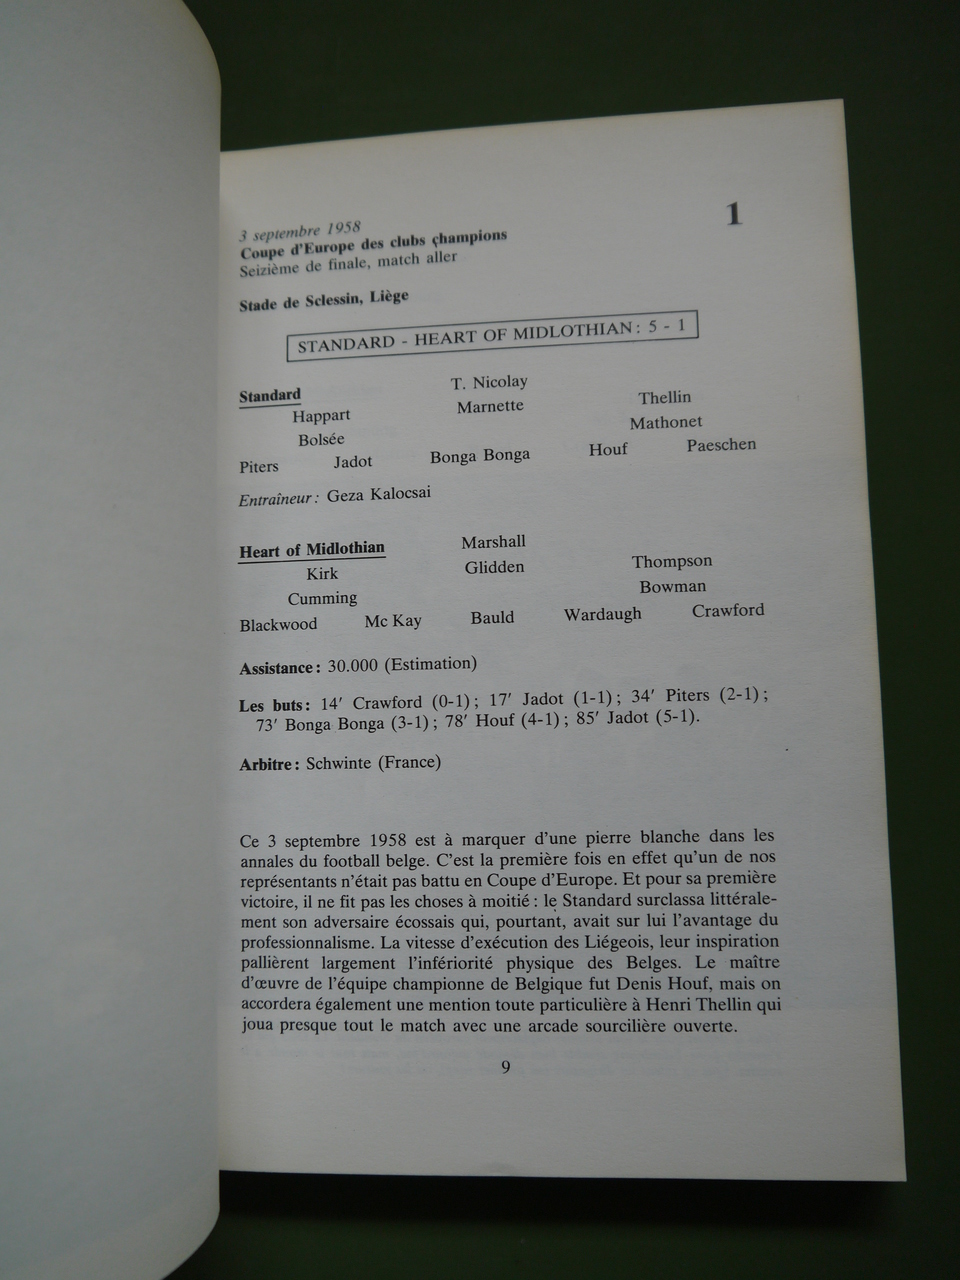 1
3 septembre 1958
Coupe d'Europe des clubs champions
Seizième de finale, match aller
Stade de Sclessin, Liège
STANDARD - HEART OF MIDLOTHIAN : 5 - 1
Standard
T. Nicolay
Happart Marnette Thellin
Bolsée Mathonet
Piters Jadot Bonga Bonga Houf Paeschen
Entraîneur : Geza Kalocsai
Heart of Midlothian
Marshall
Kirk Glidden Thompson
Cumming Bowman
Blackwood Mc Kay Bauld Wardaugh Crawford
Assistance : 30.000 (Estimation)
Les buts : 14' Crawford (0-1) ; 17' Jadot (1-1) ; 34' Piters (2-1) ;
73' Bonga Bonga (3-1) ; 78' Houf (4-1) ; 85' Jadot (5-1).
Arbitre : Schwinte (France)
Ce 3 septembre 1958 est à marquer d'une pierre blanche dans les
annales du football belge. C'est la première fois en effet qu'un de nos
représentants n'était pas battu en Coupe d'Europe. Et pour sa première
victoire, il ne fit pas les choses à moitié : le Standard surclassa littérale-
ment son adversaire écossais qui, pourtant, avait sur lui l'avantage du
professionnalisme. La vitesse d'exécution des Liégeois, leur inspiration
pallièrent largement l'infériorité physique des Belges. Le maître
d'œuvre de l'équipe championne de Belgique fut Denis Houf, mais on
accordera également une mention toute particulière à Henri Thellin qui
joua presque tout le match avec une arcade sourcilière ouverte.
9